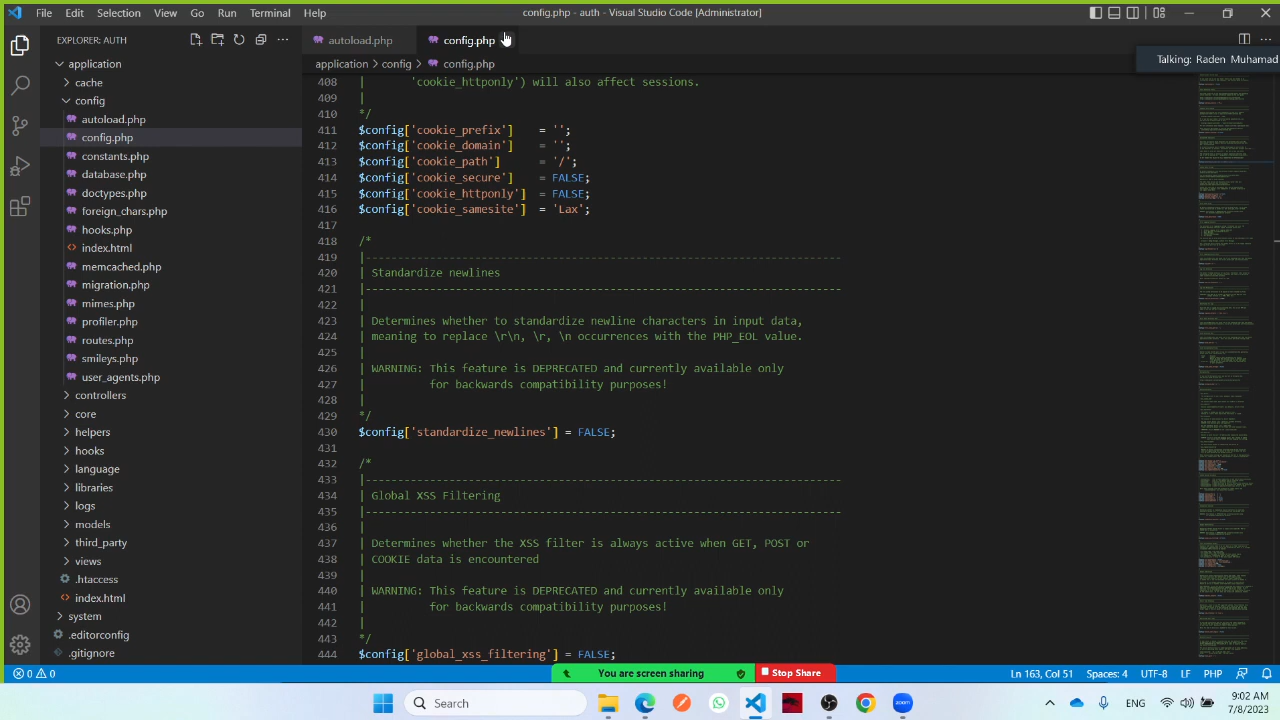 File Edit Selection View Go Run Terminal Help
config.php - auth - Visual Studio Code [Administrator]
EXPLORER: AUTH
autoload.php
config.php
Talking: Raden Muhamad
application > config > config.php
application
cache
config
autoload.php
config.php
constants.php
database.php
doctypes.php
foreign_chars.php
hooks.php
index.html
memcached.php
migration.php
mimes.php
profiler.php
routes.php
smileys.php
user_agents.php
controllers
core
helpers
hooks
language
libraries
logs
models
third_party
views
.htaccess
index.html
system
.editorconfig
.gitignore
408 | 'cookie_httponly') will also affect sessions.
409 |
410 */
411 $config['cookie_prefix'] = '';
412 $config['cookie_domain'] = '';
413 $config['cookie_path'] = '/';
414 $config['cookie_secure'] = FALSE;
415 $config['cookie_httponly'] = FALSE;
416 $config['cookie_samesite'] = 'Lax';
417
418 /*
419 |--------------------------------------------------------------------------
420 | Standardize newlines
421 |--------------------------------------------------------------------------
422 |
423 | Determines whether to standardize newline characters in input data,
424 | meaning to replace \r\n, \r, \n occurrences with the PHP_EOL value.
425 |
426 | WARNING: This feature is DEPRECATED and currently available only
427 | for backwards compatibility purposes!
428 |
429 */
430 $config['standardize_newlines'] = FALSE;
431
432 /*
433 |--------------------------------------------------------------------------
434 | Global XSS Filtering
435 |--------------------------------------------------------------------------
436 |
437 | Determines whether the XSS filter is always active when GET, POST or
438 | COOKIE data is encountered
439 |
440 | WARNING: This feature is DEPRECATED and currently available only
441 | for backwards compatibility purposes!
442 |
443 */
444 $config['global_xss_filtering'] = FALSE;
0 0
You are screen sharing
Stop Share
Ln 163, Col 51 Spaces: 4 UTF-8 LF PHP
Search
zoom
ENG
9:02 AM
7/8/2023